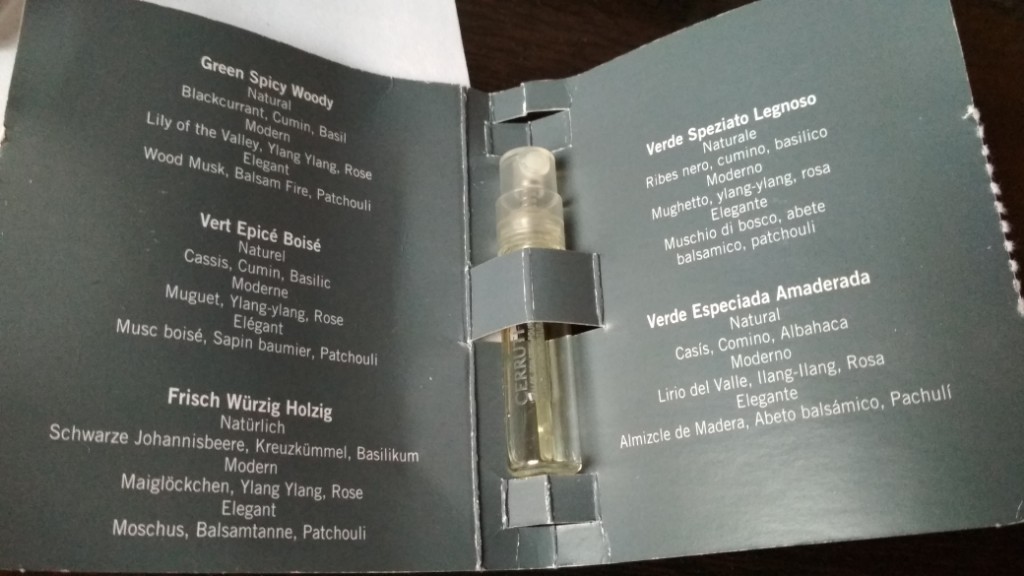 Green Spicy Woody
Natural
Blackcurrant, Cumin, Basil
Modern
Lily of the Valley, Ylang Ylang, Rose
Elegant
Wood Musk, Balsam Fire, Patchouli
Vert Epicé Boisé
Naturel
Cassis, Cumin, Basilic
Moderne
Muguet, Ylang-ylang, Rose
Elégant
Musc boisé, Sapin baumier, Patchouli
Frisch Würzig Holzig
Natürlich
Schwarze Johannisbeere, Kreuzkümmel, Basilikum
Modern
Maiglöckchen, Ylang Ylang, Rose
Elegant
Moschus, Balsamtanne, Patchouli
CERRUTI
Verde Speziato Legnoso
Naturale
Ribes nero, cumino, basilico
Moderno
Mughetto, ylang-ylang, rosa
Elegante
Muschio di bosco, abete
balsamico, patchouli
Verde Especiada Amaderada
Natural
Casís, Comino, Albahaca
Moderno
Lirio del Valle, Ilang-Ilang, Rosa
Elegante
Almizcle de Madera, Abeto balsámico, Pachulí